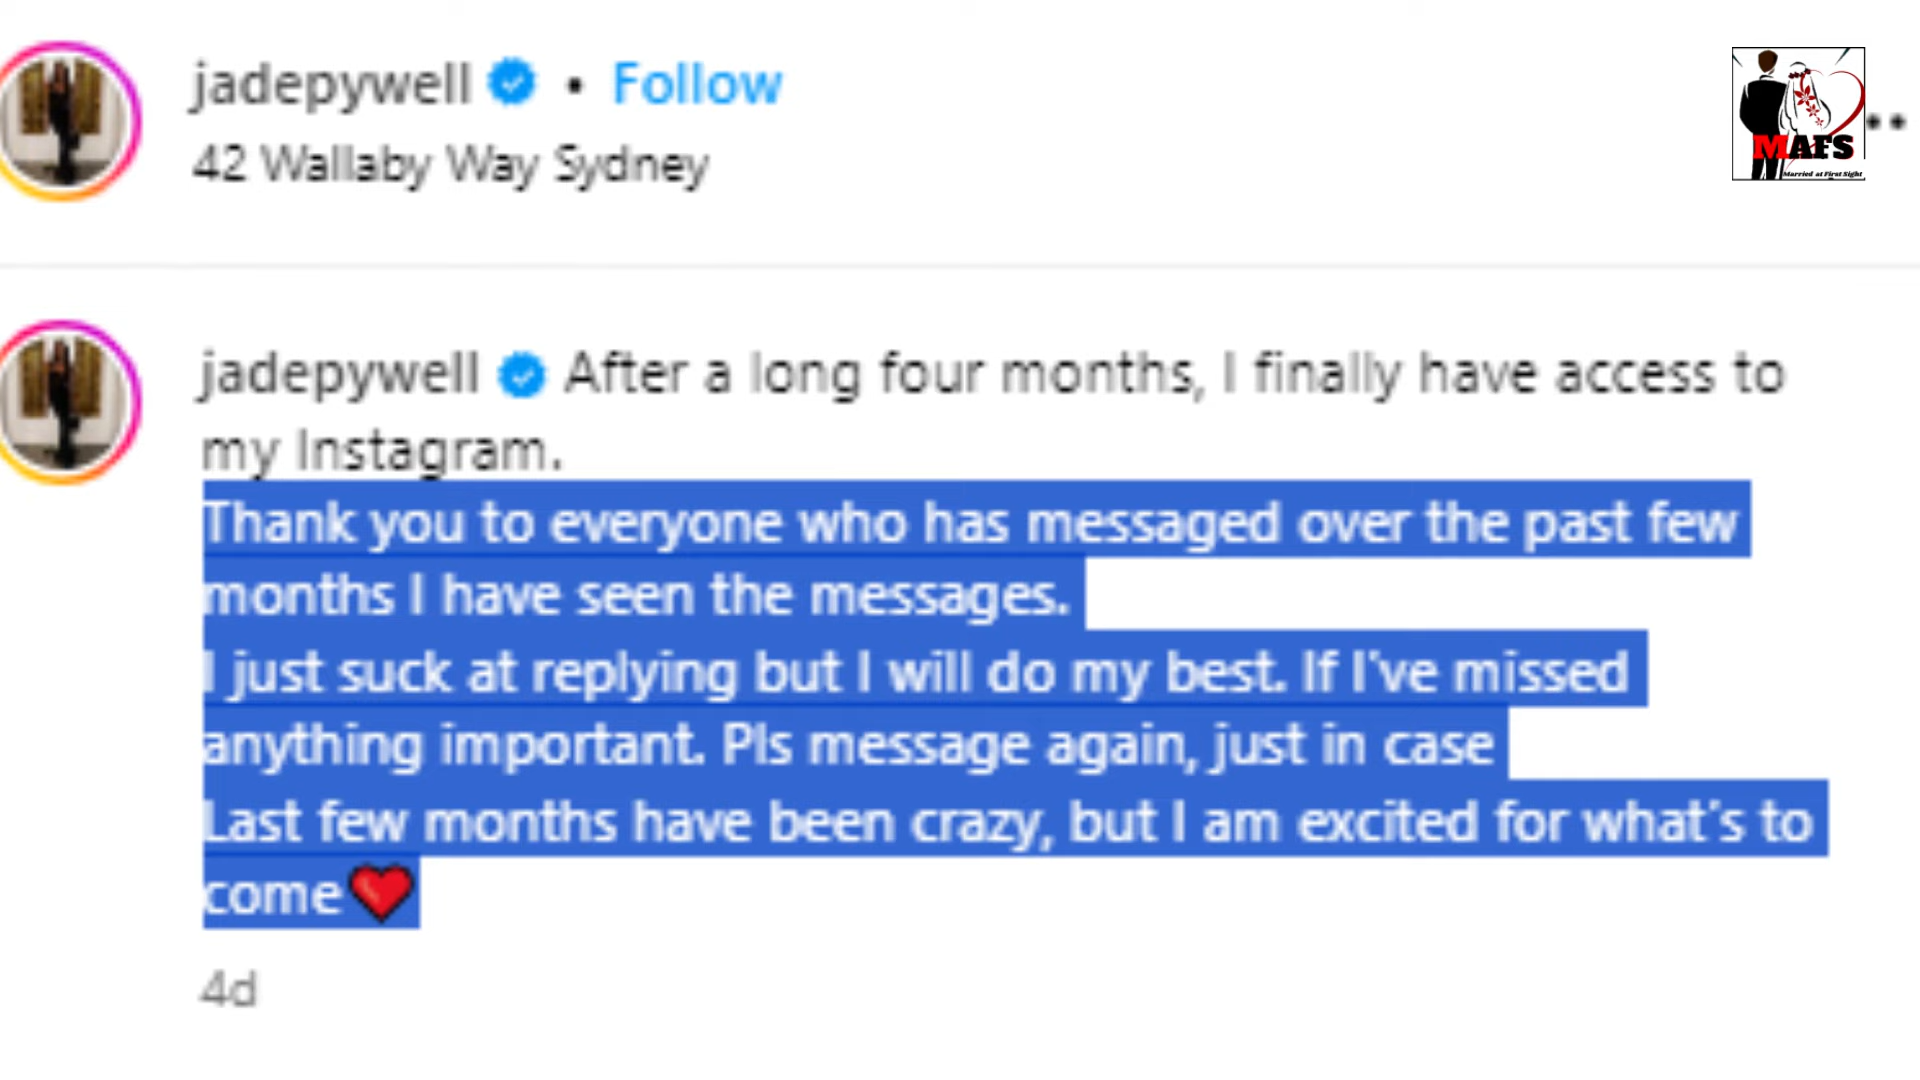 jadepywell • Follow
42 Wallaby Way Sydney
MAFS
Married at First Sight
jadepywell After a long four months, I finally have access to
my Instagram.
Thank you to everyone who has messaged over the past few
months I have seen the messages.
I just suck at replying but I will do my best. If I've missed
anything important. Pls message again, just in case
Last few months have been crazy, but I am excited for what's to
come❤️
4d